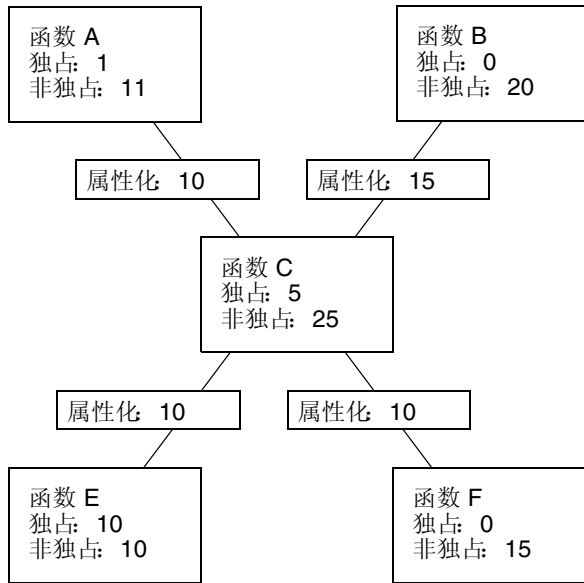 函数 A
独占: 1
非独占: 11
函数 B
独占: 0
非独占: 20
属性化: 10
属性化: 15
函数 C
独占: 5
非独占: 25
属性化: 10
属性化: 10
函数 E
独占: 10
非独占: 10
函数 F
独占: 0
非独占: 15